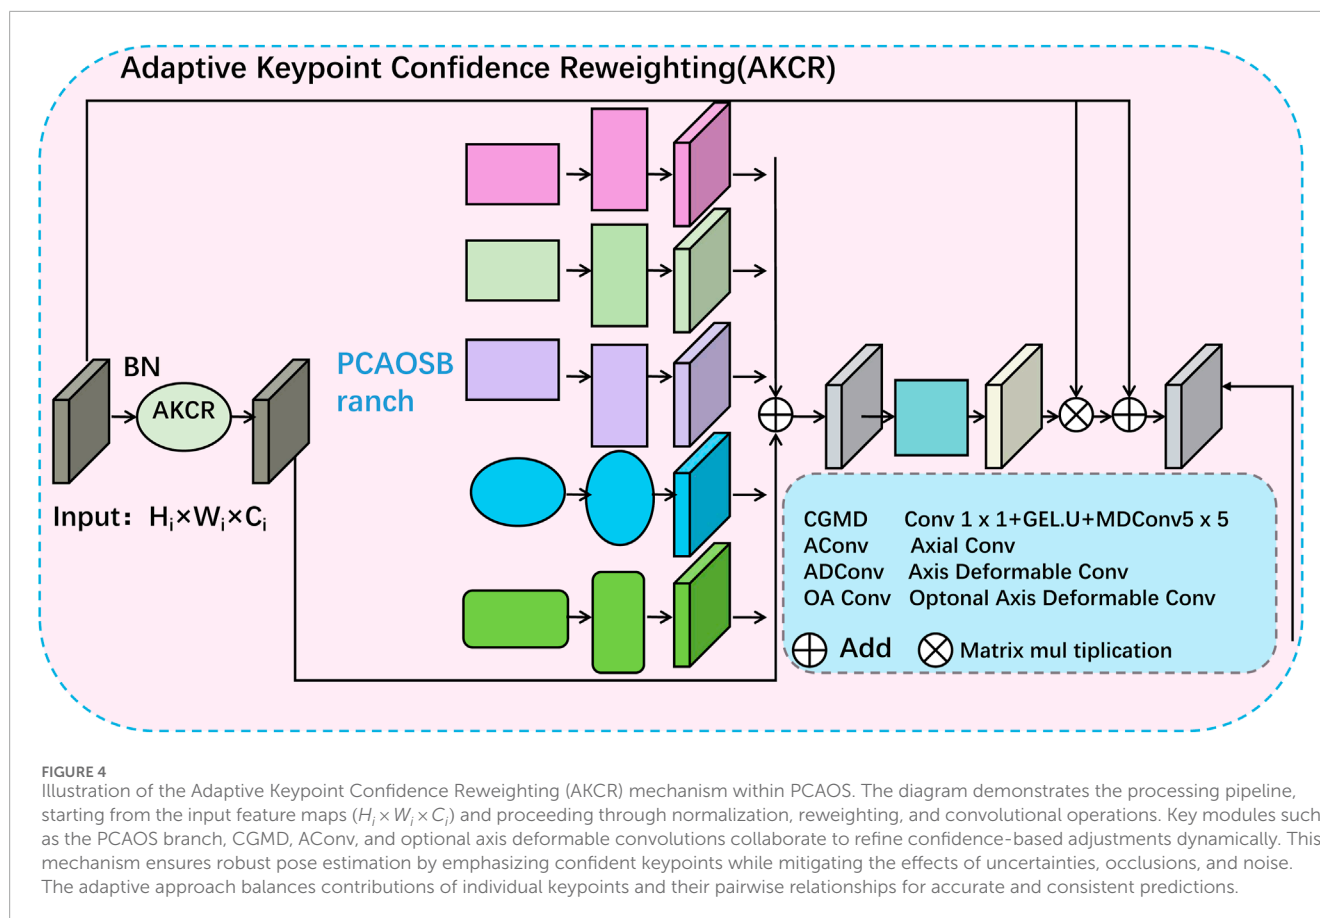 Adaptive Keypoint Confidence Reweighting(AKCR)
BN
AKCR
Input: Hᵢ×Wᵢ×Cᵢ
PCAOSB
ranch
CGMD Conv 1 x 1+GEL.U+MDConv5 x 5
AConv Axial Conv
ADConv Axis Deformable Conv
OA Conv Optonal Axis Deformable Conv
Add Matrix mul tiplication
FIGURE 4
Illustration of the Adaptive Keypoint Confidence Reweighting (AKCR) mechanism within PCAOS. The diagram demonstrates the processing pipeline,
starting from the input feature maps (Hᵢ × Wᵢ × Cᵢ) and proceeding through normalization, reweighting, and convolutional operations. Key modules such
as the PCAOS branch, CGMD, AConv, and optional axis deformable convolutions collaborate to refine confidence-based adjustments dynamically. This
mechanism ensures robust pose estimation by emphasizing confident keypoints while mitigating the effects of uncertainties, occlusions, and noise.
The adaptive approach balances contributions of individual keypoints and their pairwise relationships for accurate and consistent predictions.